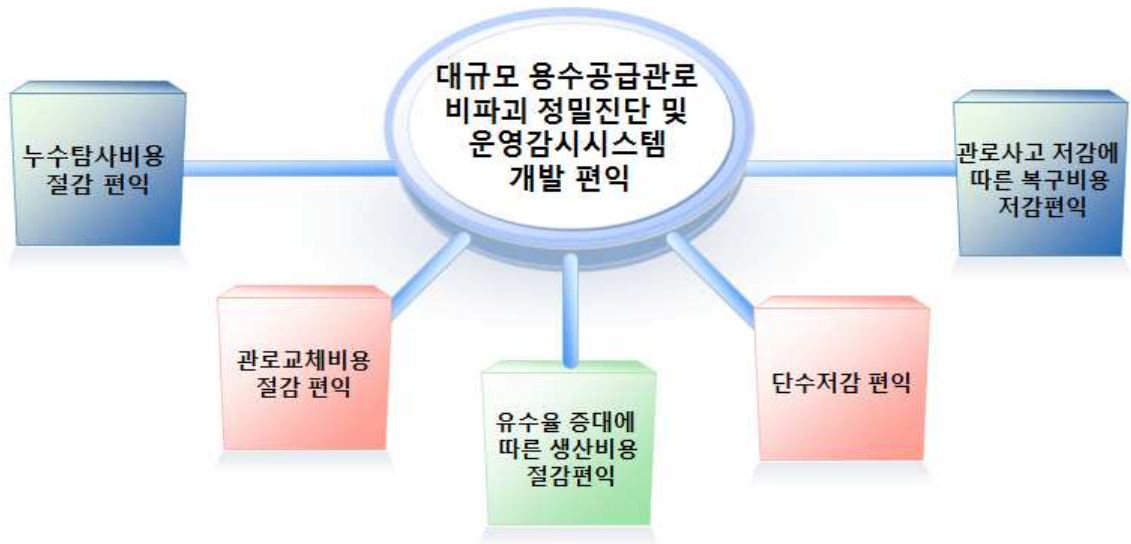 대규모 용수공급관로
비파괴 정밀진단 및
운영감시시스템
개발 편익
누수탐사비용
절감 편익
관로교체비용
절감 편익
유수율 증대에
따른 생산비용
절감편익
단수저감 편익
관로사고 저감에
따른 복구비용
저감편익